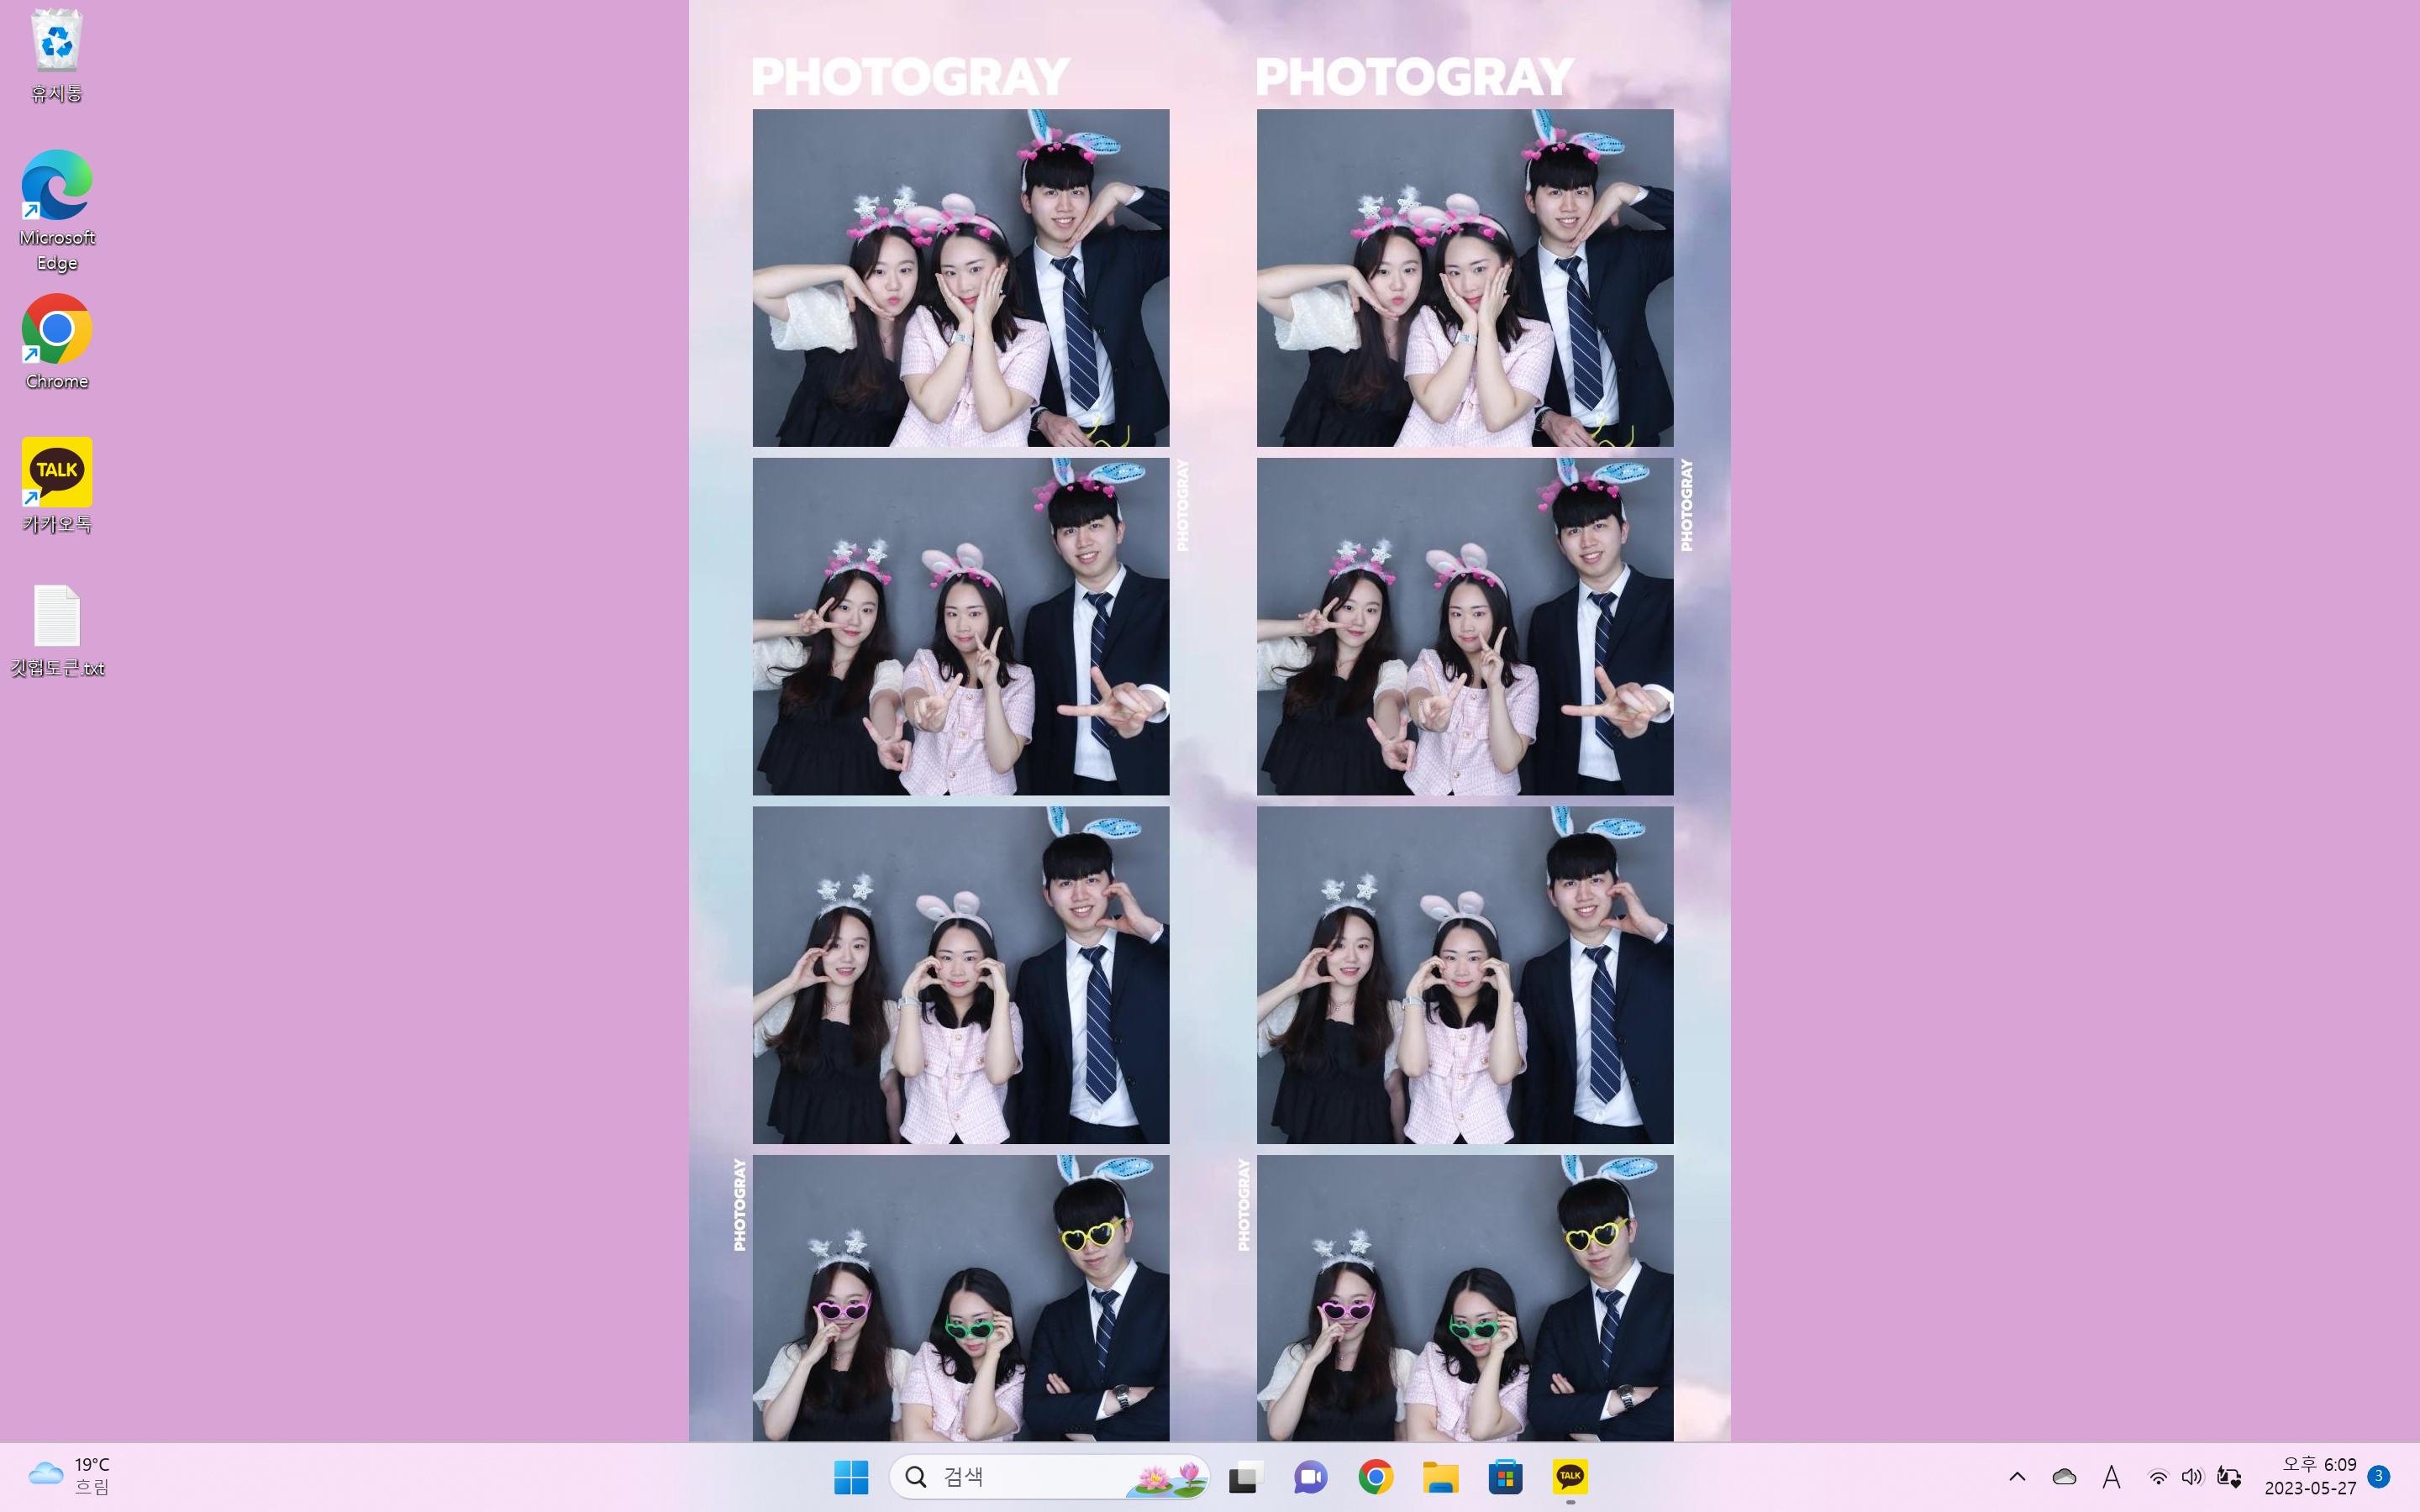 휴지통
Microsoft
Edge
Chrome
TALK
카카오톡
깃헙토큰.txt
PHOTOGRAY
PHOTOGRAY
PHOTOGRAY
PHOTOGRAY
PHOTOGRAY
PHOTOGRAY
19°C
흐림
검색
TALK
A
오후 6:09
2023-05-27
3